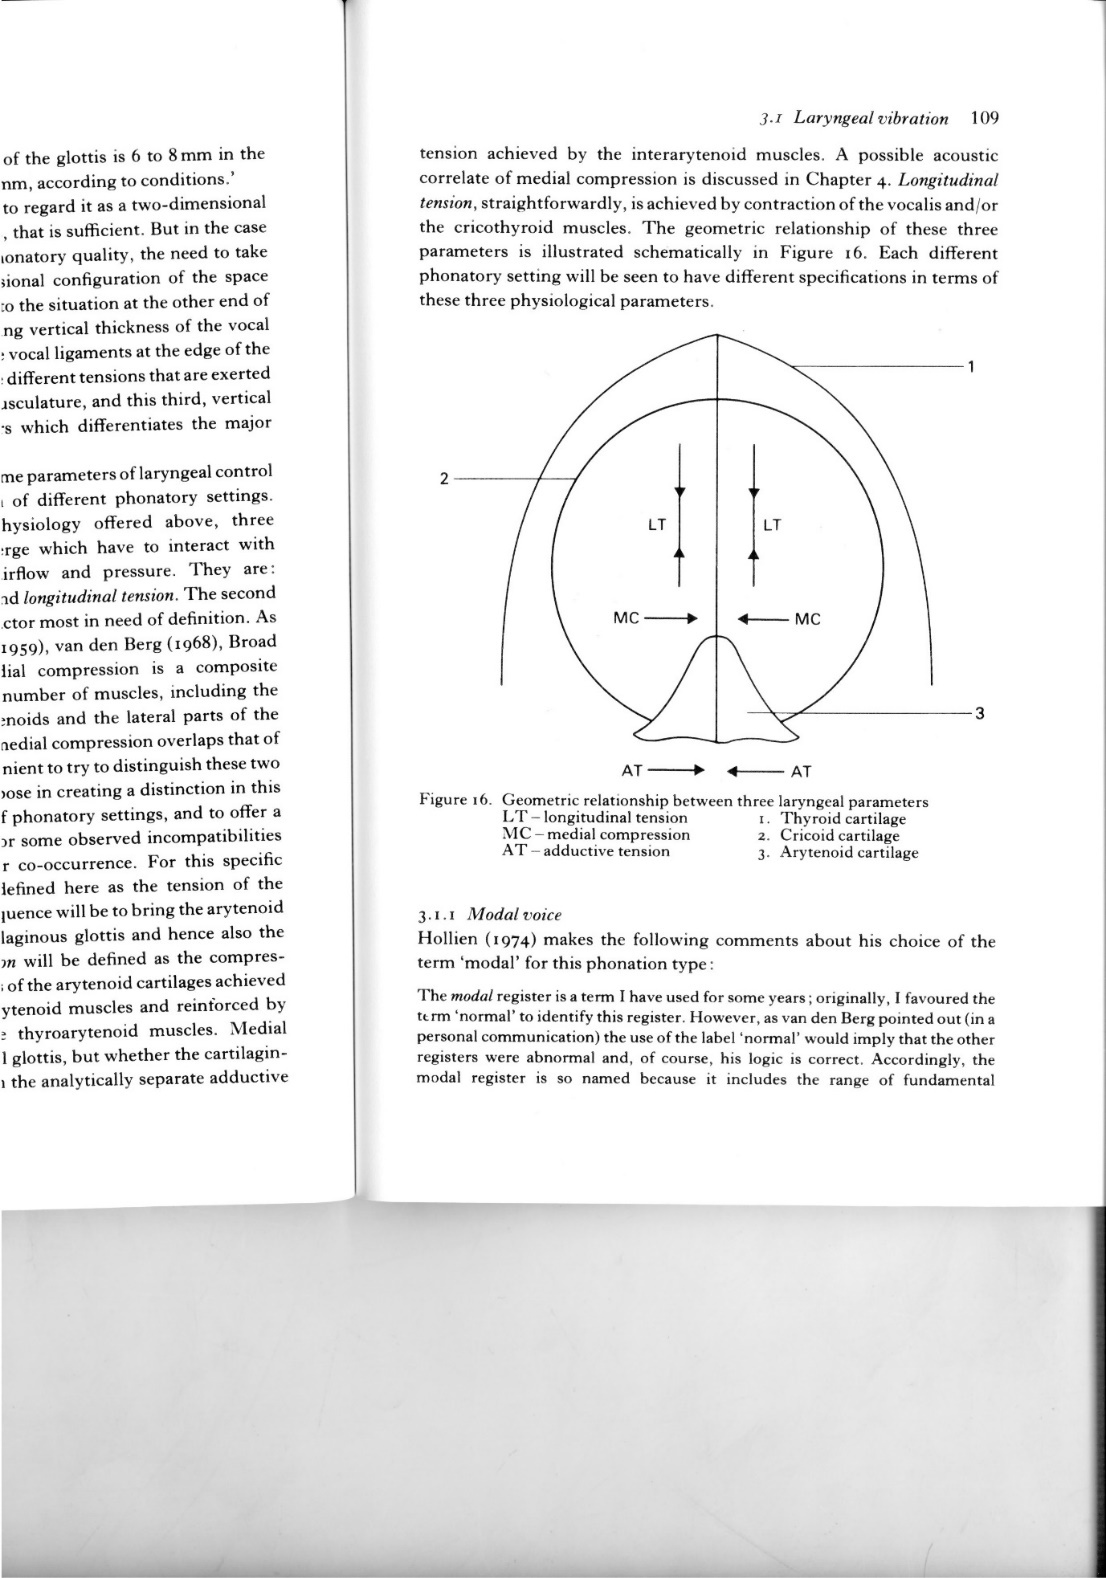 of the glottis is 6 to 8 mm in the
according to conditions.'
to regard it as a two-dimensional
, that is sufficient. But in the case
quality, the need to take
configuration of the space
the situation at the other end of
vertical thickness of the vocal
vocal ligaments at the edge of the
different tensions that are exerted
and this third, vertical
which differentiates the major
parameters of laryngeal control
of different phonatory settings.
offered above, three
which have to interact with
and pressure. They are:
longitudinal tension. The second
most in need of definition. As
1959), van den Berg (1968), Broad
compression is a composite
number of muscles, including the
and the lateral parts of the
compression overlaps that of
to try to distinguish these two
in creating a distinction in this
phonatory settings, and to offer a
some observed incompatibilities
co-occurrence. For this specific
here as the tension of the
will be to bring the arytenoid
glottis and hence also the
will be defined as the compres-
of the arytenoid cartilages achieved
muscles and reinforced by
thyroarytenoid muscles. Medial
glottis, but whether the cartilagin-
the analytically separate adductive
3.1 Laryngeal vibration 109
tension achieved by the interarytenoid muscles. A possible acoustic
correlate of medial compression is discussed in Chapter 4. Longitudinal
tension, straightforwardly, is achieved by contraction of the vocalis and/or
the cricothyroid muscles. The geometric relationship of these three
parameters is illustrated schematically in Figure 16. Each different
phonatory setting will be seen to have different specifications in terms of
these three physiological parameters.
1
2
LT LT
MC MC
3
AT AT
Figure 16. Geometric relationship between three laryngeal parameters
LT – longitudinal tension 1. Thyroid cartilage
MC – medial compression 2. Cricoid cartilage
AT – adductive tension 3. Arytenoid cartilage
3.1.1 Modal voice
Hollien (1974) makes the following comments about his choice of the
term 'modal' for this phonation type:
The modal register is a term I have used for some years; originally, I favoured the
term 'normal' to identify this register. However, as van den Berg pointed out (in a
personal communication) the use of the label 'normal' would imply that the other
registers were abnormal and, of course, his logic is correct. Accordingly, the
modal register is so named because it includes the range of fundamental